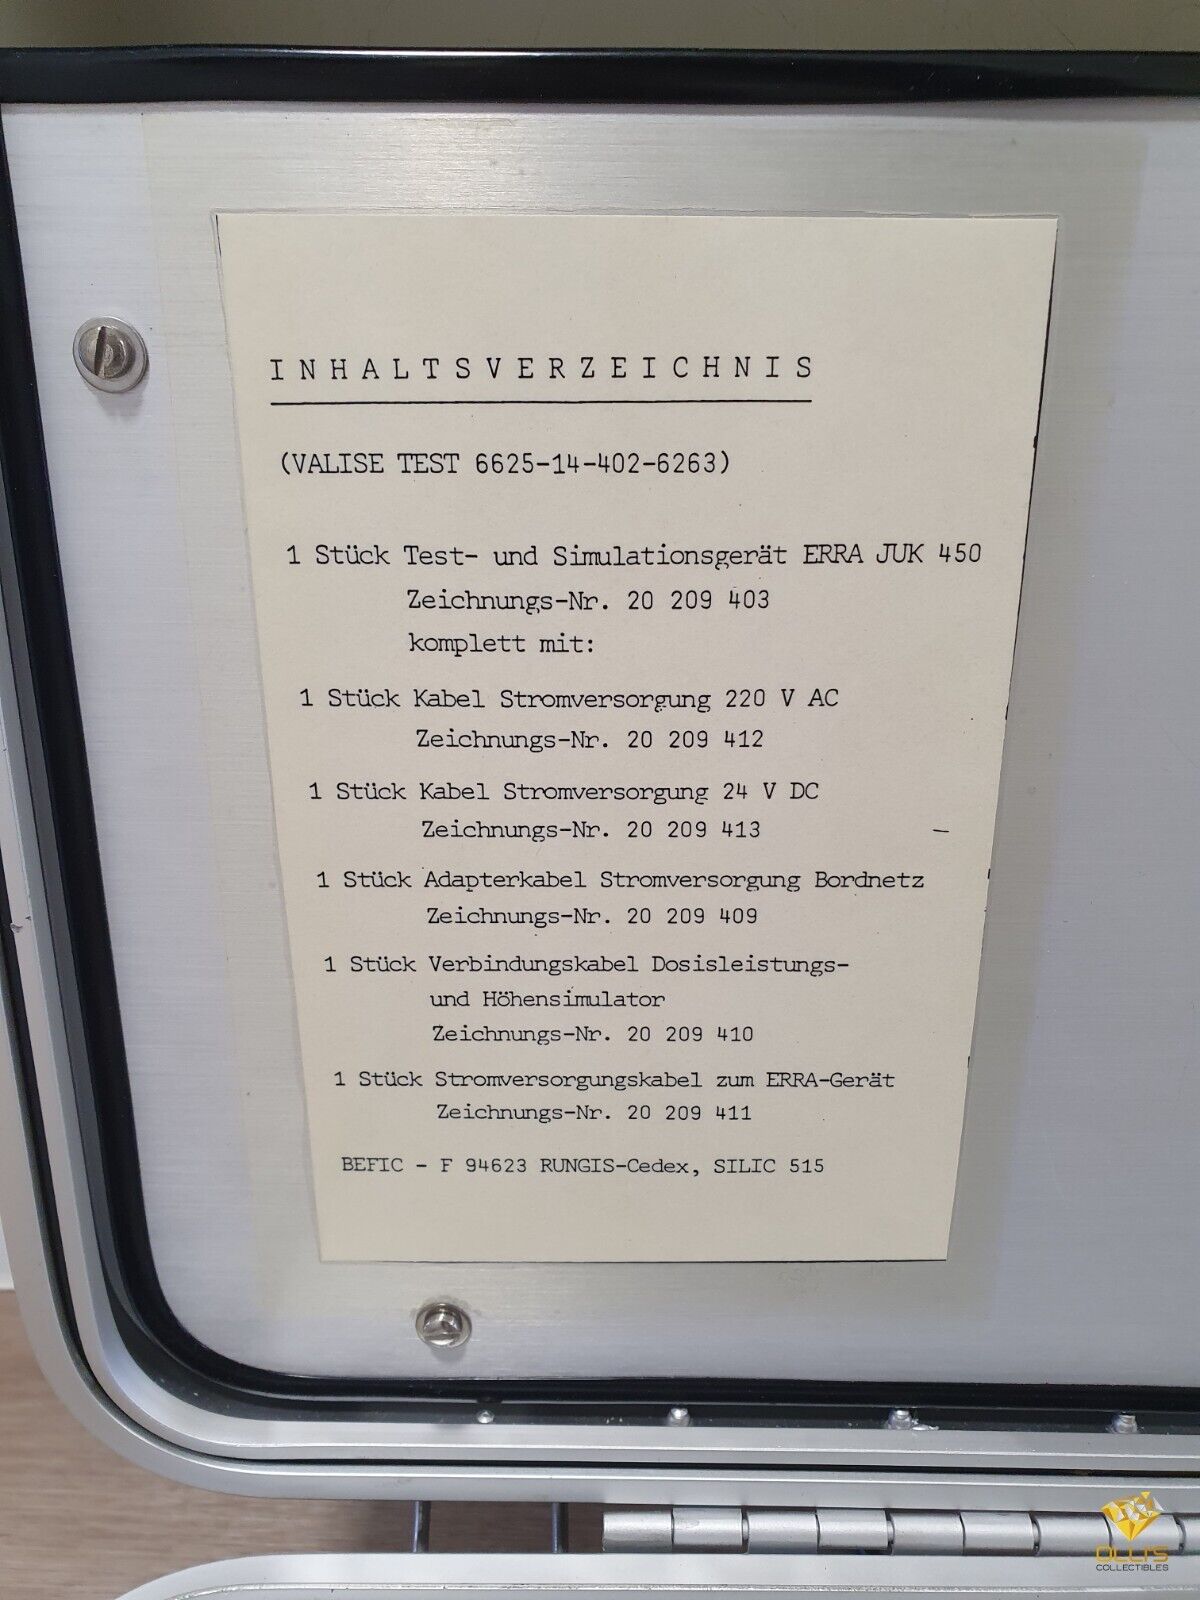 INHALTSVERZEICHNIS
(VALISE TEST 6625-14-402-6263)
1 Stück Test- und Simulationsgerät ERRA JUK 450
Zeichnungs-Nr. 20 209 403
komplett mit:
1 Stück Kabel Stromversorgung 220 V AC
Zeichnungs-Nr. 20 209 412
1 Stück Kabel Stromversorgung 24 V DC
Zeichnungs-Nr. 20 209 413
1 Stück Adapterkabel Stromversorgung Bordnetz
Zeichnungs-Nr. 20 209 409
1 Stück Verbindungskabel Dosisleistungs-
und Höhensimulator
Zeichnungs-Nr. 20 209 410
1 Stück Stromversorgungskabel zum ERRA-Gerät
Zeichnungs-Nr. 20 209 411
BEFIC - F 94623 RUNGIS-Cedex, SILIC 515
OLLI'S
COLLECTIBLES